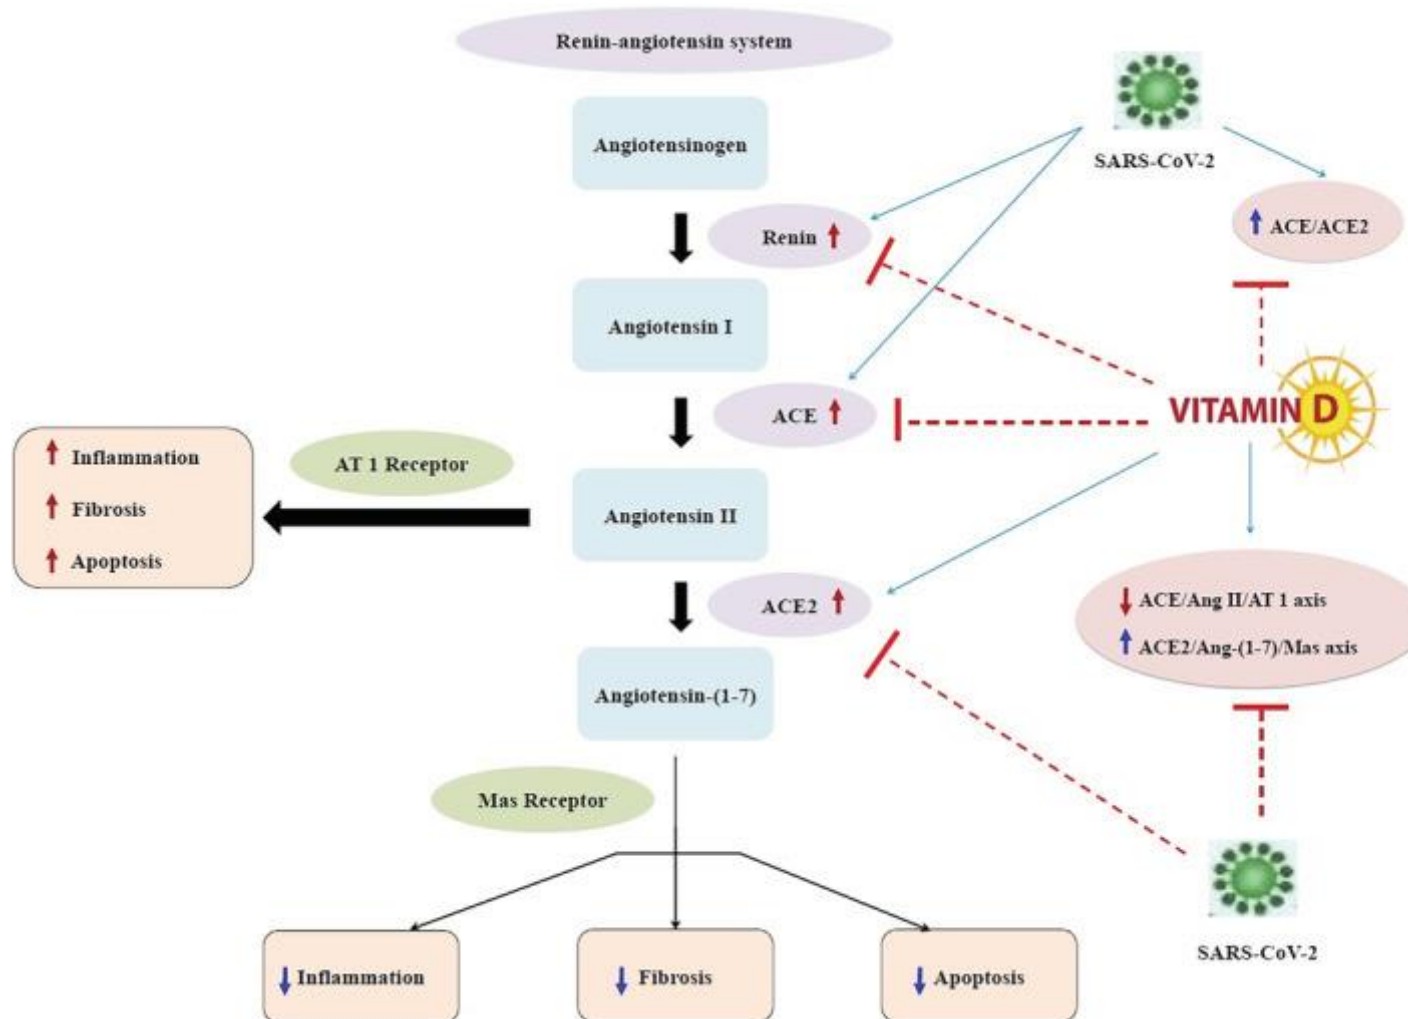 Renin-angiotensin system
Angiotensinogen
SARS-CoV-2
Renin
ACE/ACE2
Angiotensin I
ACE
VITAMIN D
AT 1 Receptor
Inflammation
Fibrosis
Apoptosis
Angiotensin II
ACE2
ACE/Ang II/AT 1 axis
ACE2/Ang-(1-7)/Mas axis
Angiotensin-(1-7)
Mas Receptor
SARS-CoV-2
Inflammation
Fibrosis
Apoptosis